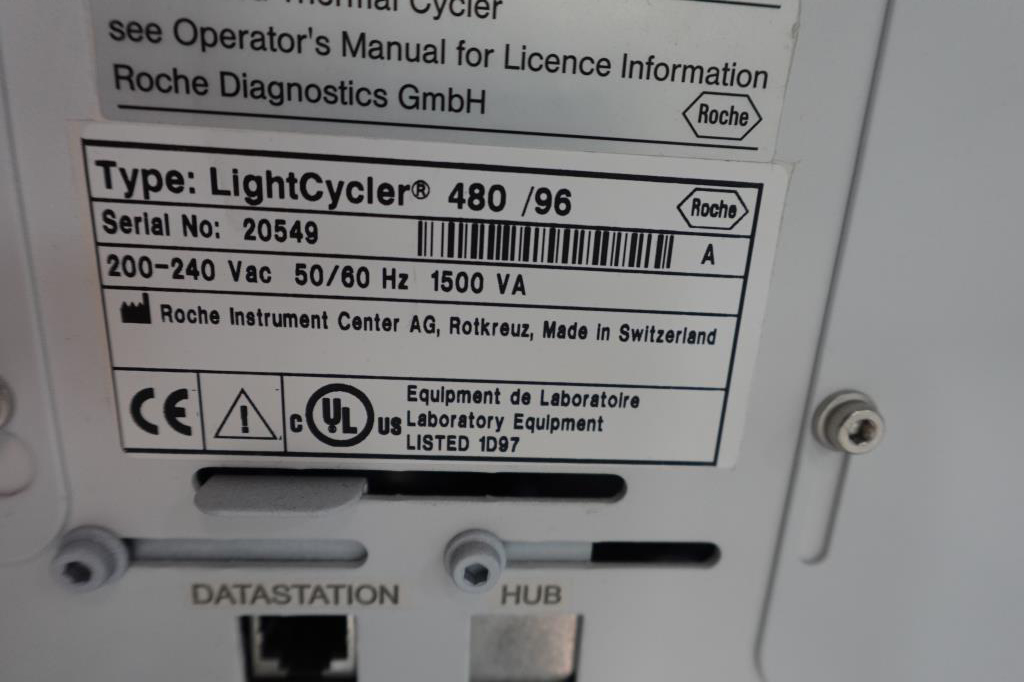 Thermal Cycler
see Operator's Manual for Licence Information
Roche Diagnostics GmbH
Roche
Type: LightCycler® 480 /96
Roche
Serial No: 20549
A
200-240 Vac 50/60 Hz 1500 VA
Roche Instrument Center AG, Rotkreuz, Made in Switzerland
CE
!
C UL US
Equipment de Laboratoire
Laboratory Equipment
LISTED 1D97
DATASTATION
HUB